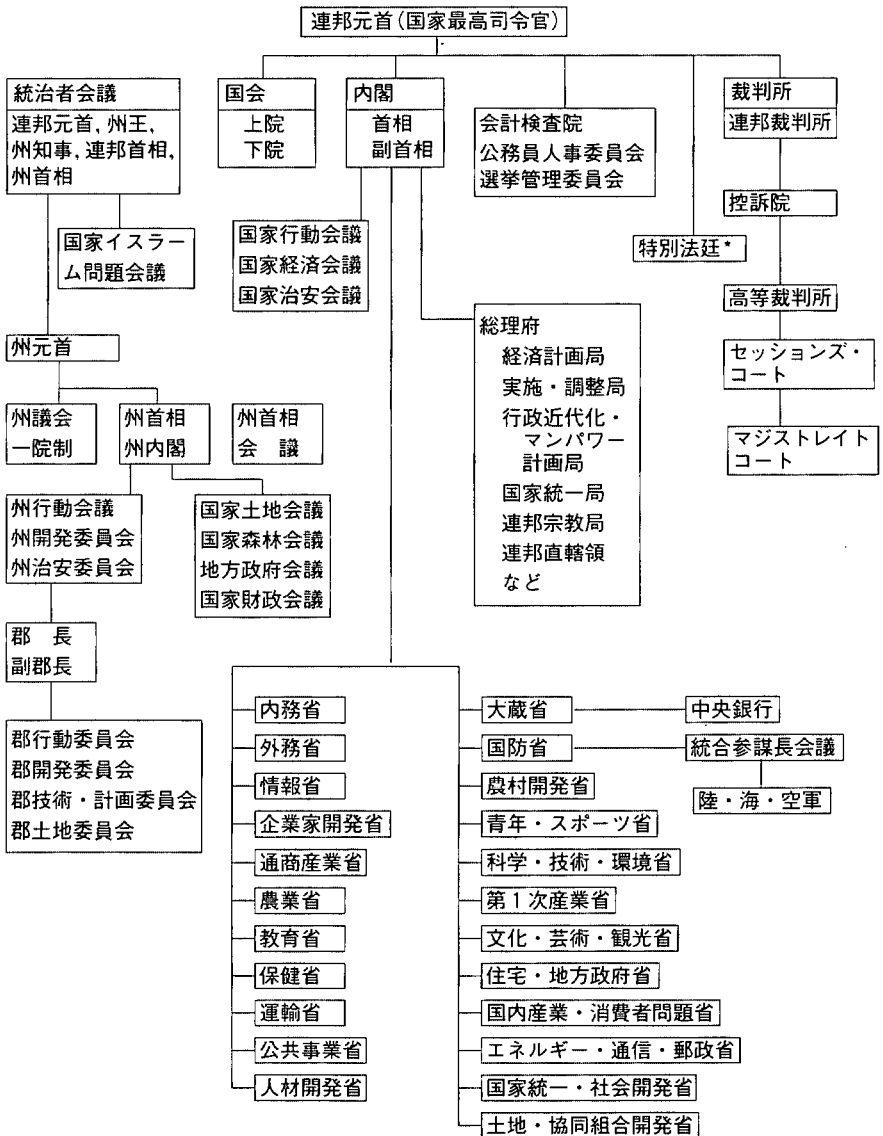 連邦元首(国家最高司令官)
統治者会議
連邦元首,州王,
州知事,連邦首相,
州首相
国会
上院
下院
内閣
首相
副首相
会計検査院
公務員人事委員会
選挙管理委員会
裁判所
連邦裁判所
国家イスラー
ム問題会議
国家行動会議
国家経済会議
国家治安会議
特別法廷*
控訴院
高等裁判所
セッションズ・
コート
マジストレイト
コート
州元首
州議会
一院制
州首相
州内閣
州首相
会 議
総理府
経済計画局
実施・調整局
行政近代化・
マンパワー
計画局
国家統一局
連邦宗教局
連邦直轄領
など
州行動会議
州開発委員会
州治安委員会
国家土地会議
国家森林会議
地方政府会議
国家財政会議
郡 長
副郡長
郡行動委員会
郡開発委員会
郡技術・計画委員会
郡土地委員会
内務省
外務省
情報省
企業家開発省
通商産業省
農業省
教育省
保健省
運輸省
公共事業省
人材開発省
大蔵省
中央銀行
国防省
統合参謀長会議
陸・海・空軍
農村開発省
青年・スポーツ省
科学・技術・環境省
第1次産業省
文化・芸術・観光省
住宅・地方政府省
国内産業・消費者問題省
エネルギー・通信・郵政省
国家統一・社会開発省
土地・協同組合開発省